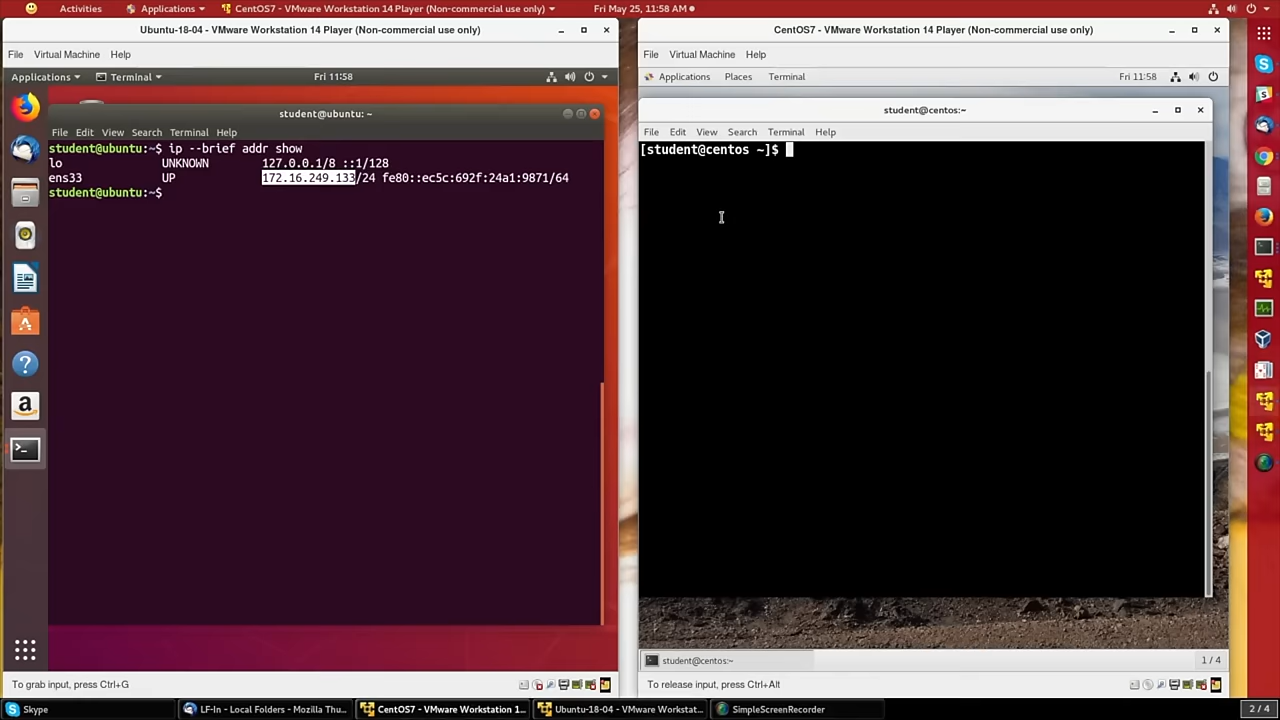 Activities
Applications
CentOS7 - VMware Workstation 14 Player (Non-commercial use only)
Fri May 25, 11:58 AM
Ubuntu-18-04 - VMware Workstation 14 Player (Non-commercial use only)
File Virtual Machine Help
Applications Terminal Fri 11:58
student@ubuntu: ~
File Edit View Search Terminal Help
student@ubuntu:~$ ip --brief addr show
lo UNKNOWN 127.0.0.1/8 ::1/128
ens33 UP 172.16.249.133/24 fe80::ec5c:692f:24a1:9871/64
student@ubuntu:~$
To grab input, press Ctrl+G
CentOS7 - VMware Workstation 14 Player (Non-commercial use only)
File Virtual Machine Help
Applications Places Terminal Fri 11:58
student@centos:~
File Edit View Search Terminal Help
[student@centos ~]$
student@centos:~
1 / 4
To release input, press Ctrl+Alt
Skype
LF-In - Local Folders - Mozilla Thu...
CentOS7 - VMware Workstation 1...
Ubuntu-18-04 - VMware Workstat...
SimpleScreenRecorder
2 / 4